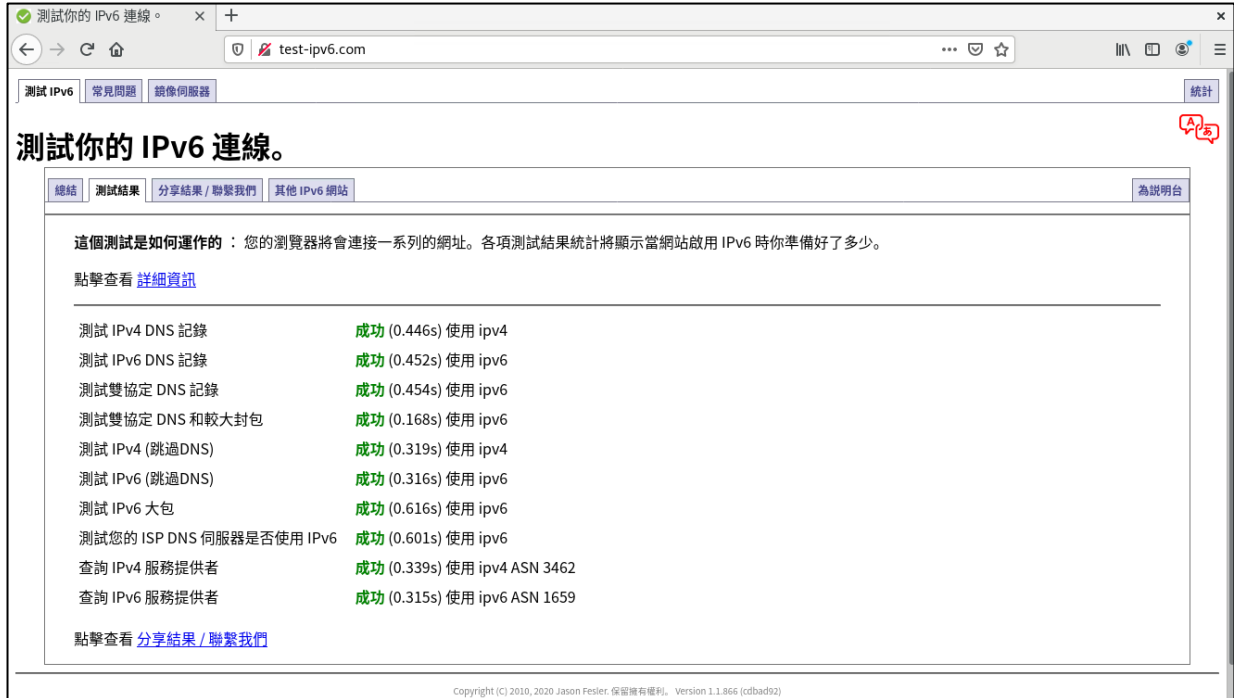 測試你的 IPv6 連線。
test-ipv6.com
測試 IPv6 常見問題 鏡像伺服器 統計
測試你的 IPv6 連線。
總結 測試結果 分享結果 / 聯繫我們 其他 IPv6 網站 為説明台
這個測試是如何運作的 ： 您的瀏覽器將會連接一系列的網址。各項測試結果統計將顯示當網站啟用 IPv6 時你準備好了多少。
點擊查看 詳細資訊
測試 IPv4 DNS 記錄 成功 (0.446s) 使用 ipv4
測試 IPv6 DNS 記錄 成功 (0.452s) 使用 ipv6
測試雙協定 DNS 記錄 成功 (0.454s) 使用 ipv6
測試雙協定 DNS 和較大封包 成功 (0.168s) 使用 ipv6
測試 IPv4 (跳過DNS) 成功 (0.319s) 使用 ipv4
測試 IPv6 (跳過DNS) 成功 (0.316s) 使用 ipv6
測試 IPv6 大包 成功 (0.616s) 使用 ipv6
測試您的 ISP DNS 伺服器是否使用 IPv6 成功 (0.601s) 使用 ipv6
查詢 IPv4 服務提供者 成功 (0.339s) 使用 ipv4 ASN 3462
查詢 IPv6 服務提供者 成功 (0.315s) 使用 ipv6 ASN 1659
點擊查看 分享結果 / 聯繫我們
Copyright (C) 2010, 2020 Jason Fesler. 保留擁有權利。 Version 1.1.866 (cdbad92)